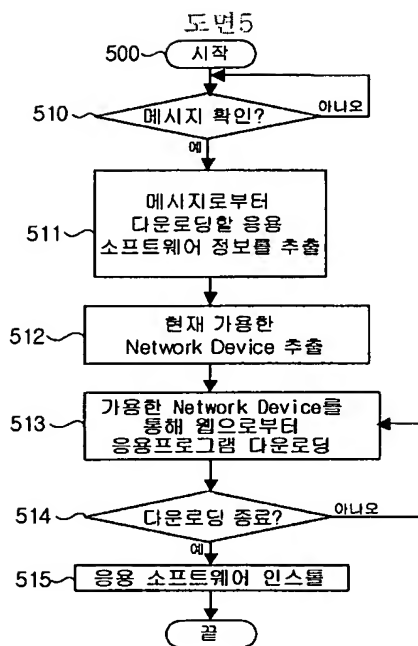 도면5
500 시작
510 메시지 확인? 아니오
예
메시지로부터
511 다운로딩할 응용
소프트웨어 정보를 추출
현재 가용한
512 Network Device 추출
가용한 Network Device를
513 통해 웹으로부터
응용프로그램 다운로딩
514 다운로딩 종료? 아니오
예
515 응용 소프트웨어 인스톨
끝